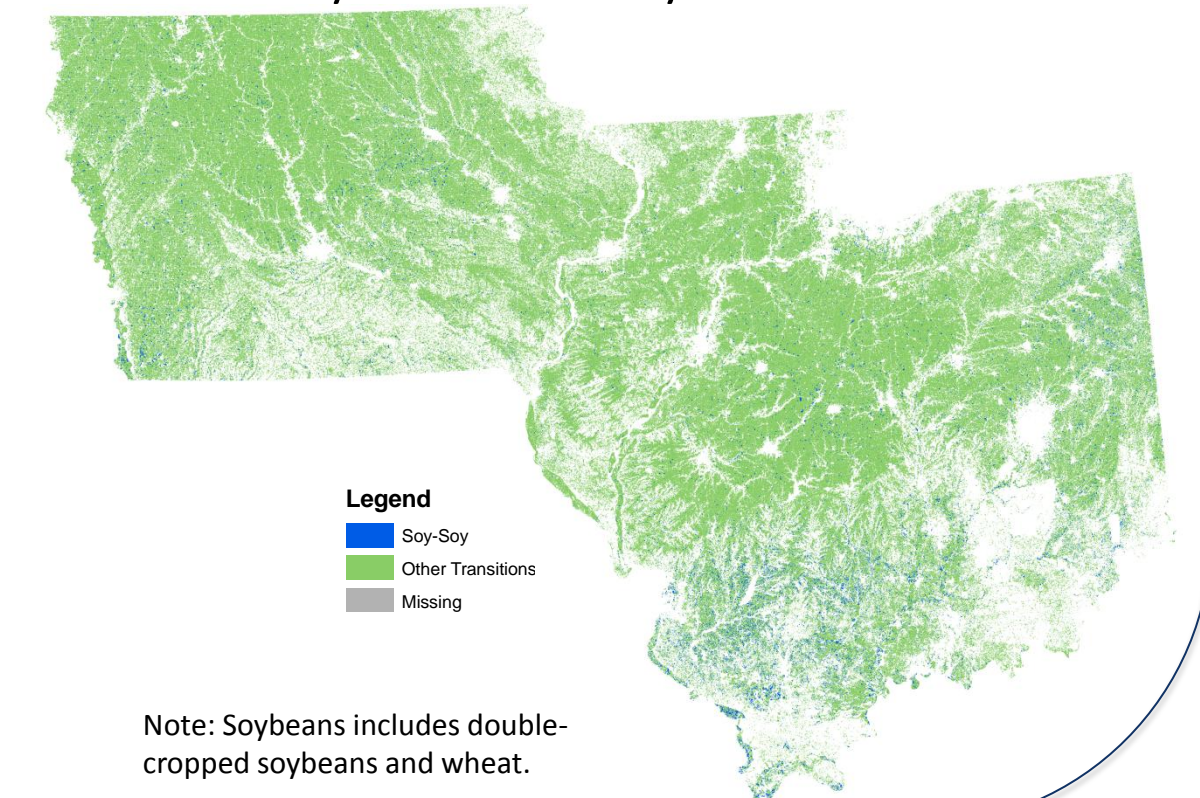 Legend
Soy-Soy
Other Transitions
Missing
Note: Soybeans includes double-
cropped soybeans and wheat.